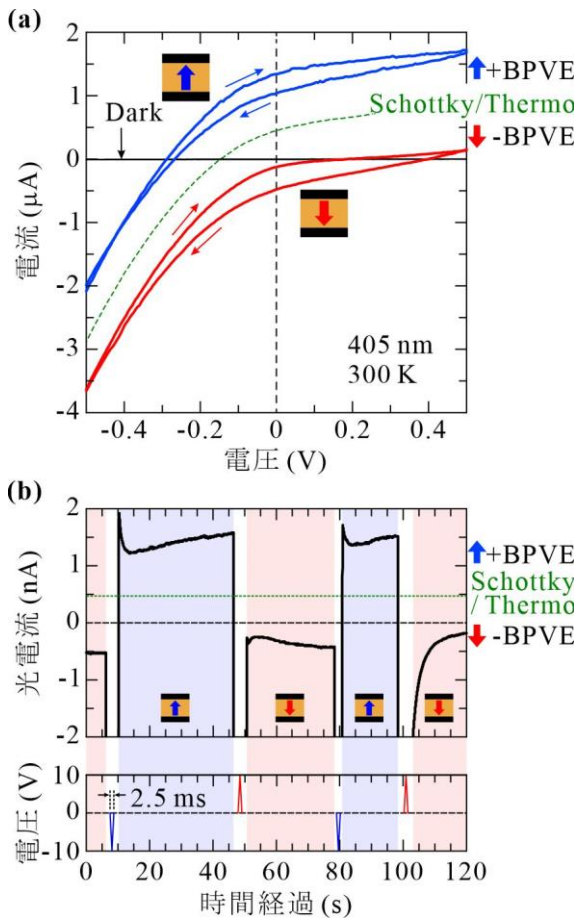 (a)
2
1
0
-1
-2
-3
-4
電流 (μA)
Dark
+BPVE
Schottky/Thermo
-BPVE
405 nm
300 K
-0.4
-0.2
0
0.2
0.4
電圧 (V)
(b)
2
1
0
-1
-2
光電流 (nA)
+BPVE
Schottky
/ Thermo
-BPVE
10
0
-10
電圧 (V)
2.5 ms
0
20
40
60
80
100
120
時間経過 (s)